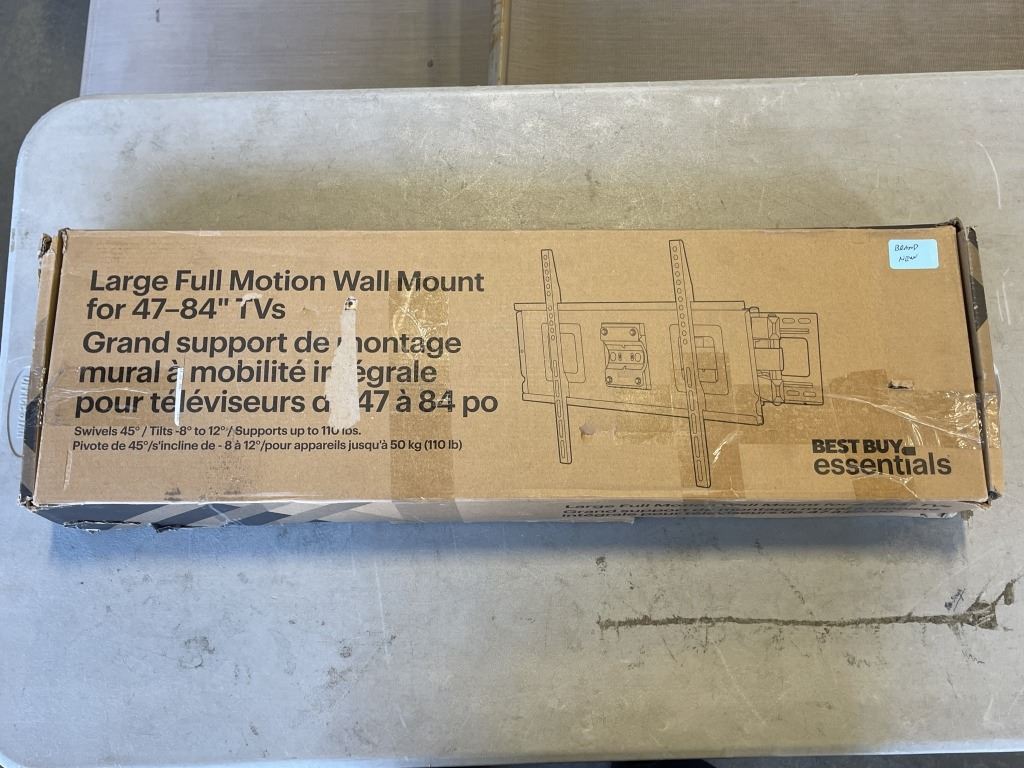 Large Full Motion Wall Mount
for 47–84" TVs
Grand support de montage
mural à mobilité intégrale
pour téléviseurs de 47 à 84 po
Swivels 45° / Tilts -8° to 12° / Supports up to 110 lbs.
Pivote de 45°/s'incline de - 8 à 12°/pour appareils jusqu'à 50 kg (110 lb)
BRAND
NEW
BEST BUY
essentials
Large Full